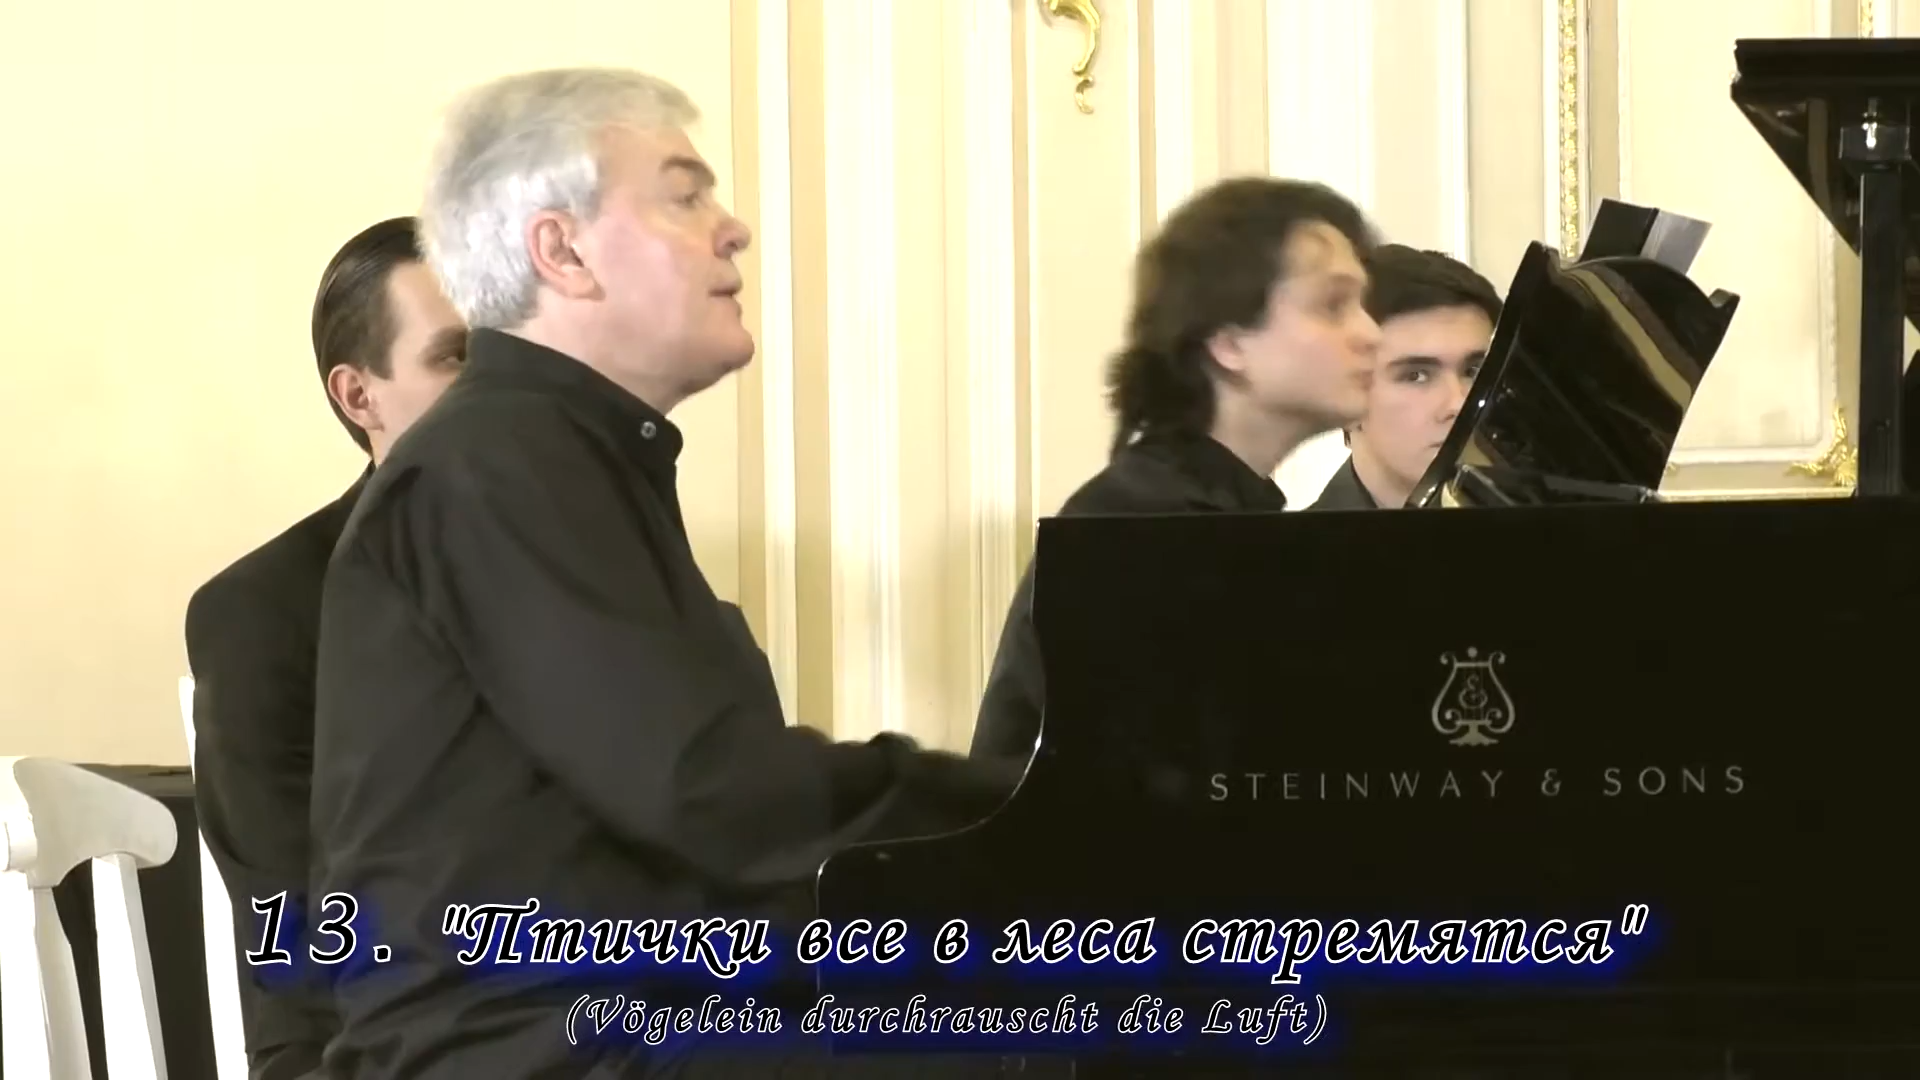 STEINWAY & SONS
13. "Птички все в леса стремятся"
(Vögelein durchrauscht die Luft)